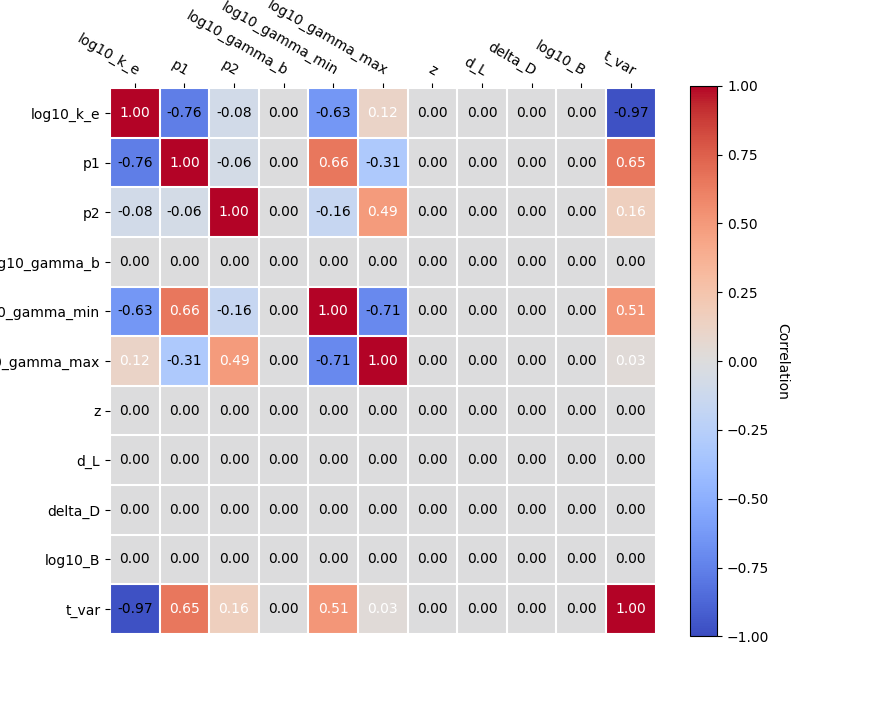 log10_k_e p1 p2 log10_gamma_b log10_gamma_min log10_gamma_max z d_L delta_D log10_B t_var
log10_k_e 1.00 -0.76 -0.08 0.00 -0.63 0.12 0.00 0.00 0.00 0.00 -0.97
p1 -0.76 1.00 -0.06 0.00 0.66 -0.31 0.00 0.00 0.00 0.00 0.65
p2 -0.08 -0.06 1.00 0.00 -0.16 0.49 0.00 0.00 0.00 0.00 0.16
g10_gamma_b 0.00 0.00 0.00 0.00 0.00 0.00 0.00 0.00 0.00 0.00 0.00
0_gamma_min -0.63 0.66 -0.16 0.00 1.00 -0.71 0.00 0.00 0.00 0.00 0.51
_gamma_max 0.12 -0.31 0.49 0.00 -0.71 1.00 0.00 0.00 0.00 0.00 0.03
z 0.00 0.00 0.00 0.00 0.00 0.00 0.00 0.00 0.00 0.00 0.00
d_L 0.00 0.00 0.00 0.00 0.00 0.00 0.00 0.00 0.00 0.00 0.00
delta_D 0.00 0.00 0.00 0.00 0.00 0.00 0.00 0.00 0.00 0.00 0.00
log10_B 0.00 0.00 0.00 0.00 0.00 0.00 0.00 0.00 0.00 0.00 0.00
t_var -0.97 0.65 0.16 0.00 0.51 0.03 0.00 0.00 0.00 0.00 1.00
1.00
0.75
0.50
0.25
0.00
−0.25
−0.50
−0.75
−1.00
Correlation